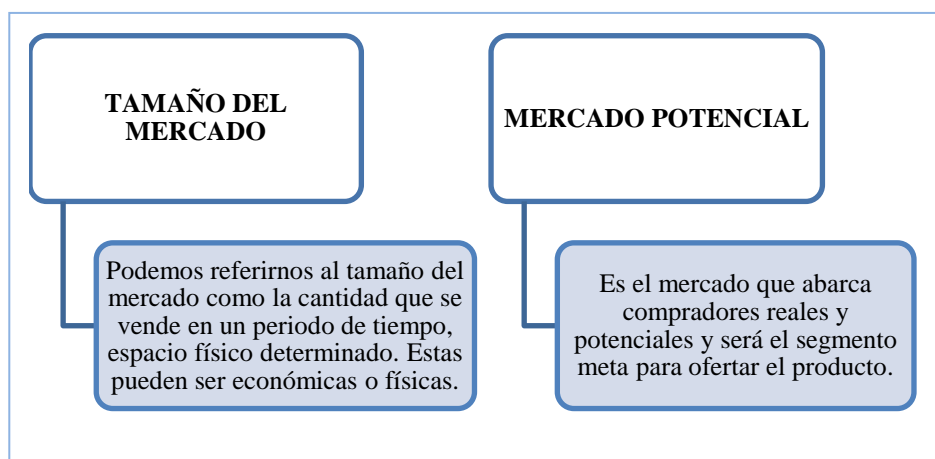 TAMAÑO DEL
MERCADO
Podemos referirnos al tamaño del
mercado como la cantidad que se
vende en un periodo de tiempo,
espacio físico determinado. Estas
pueden ser económicas o físicas.
MERCADO POTENCIAL
Es el mercado que abarca
compradores reales y
potenciales y será el segmento
meta para ofertar el producto.